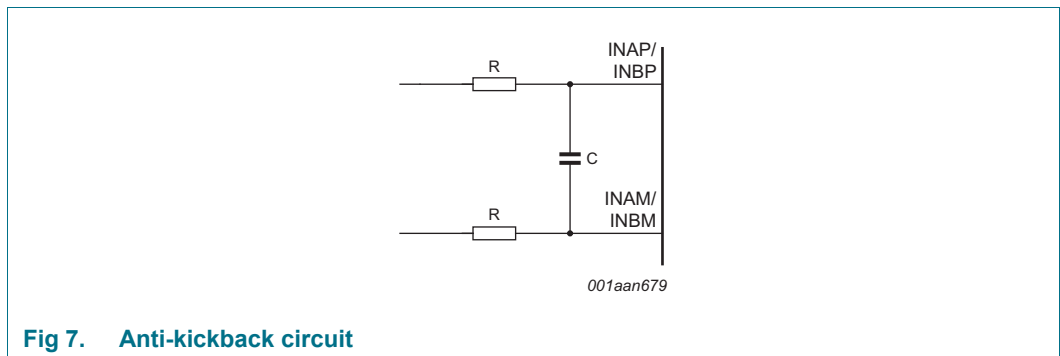 INAP/
INBP
R
C
INAM/
INBM
R
001aan679
Fig 7. Anti-kickback circuit